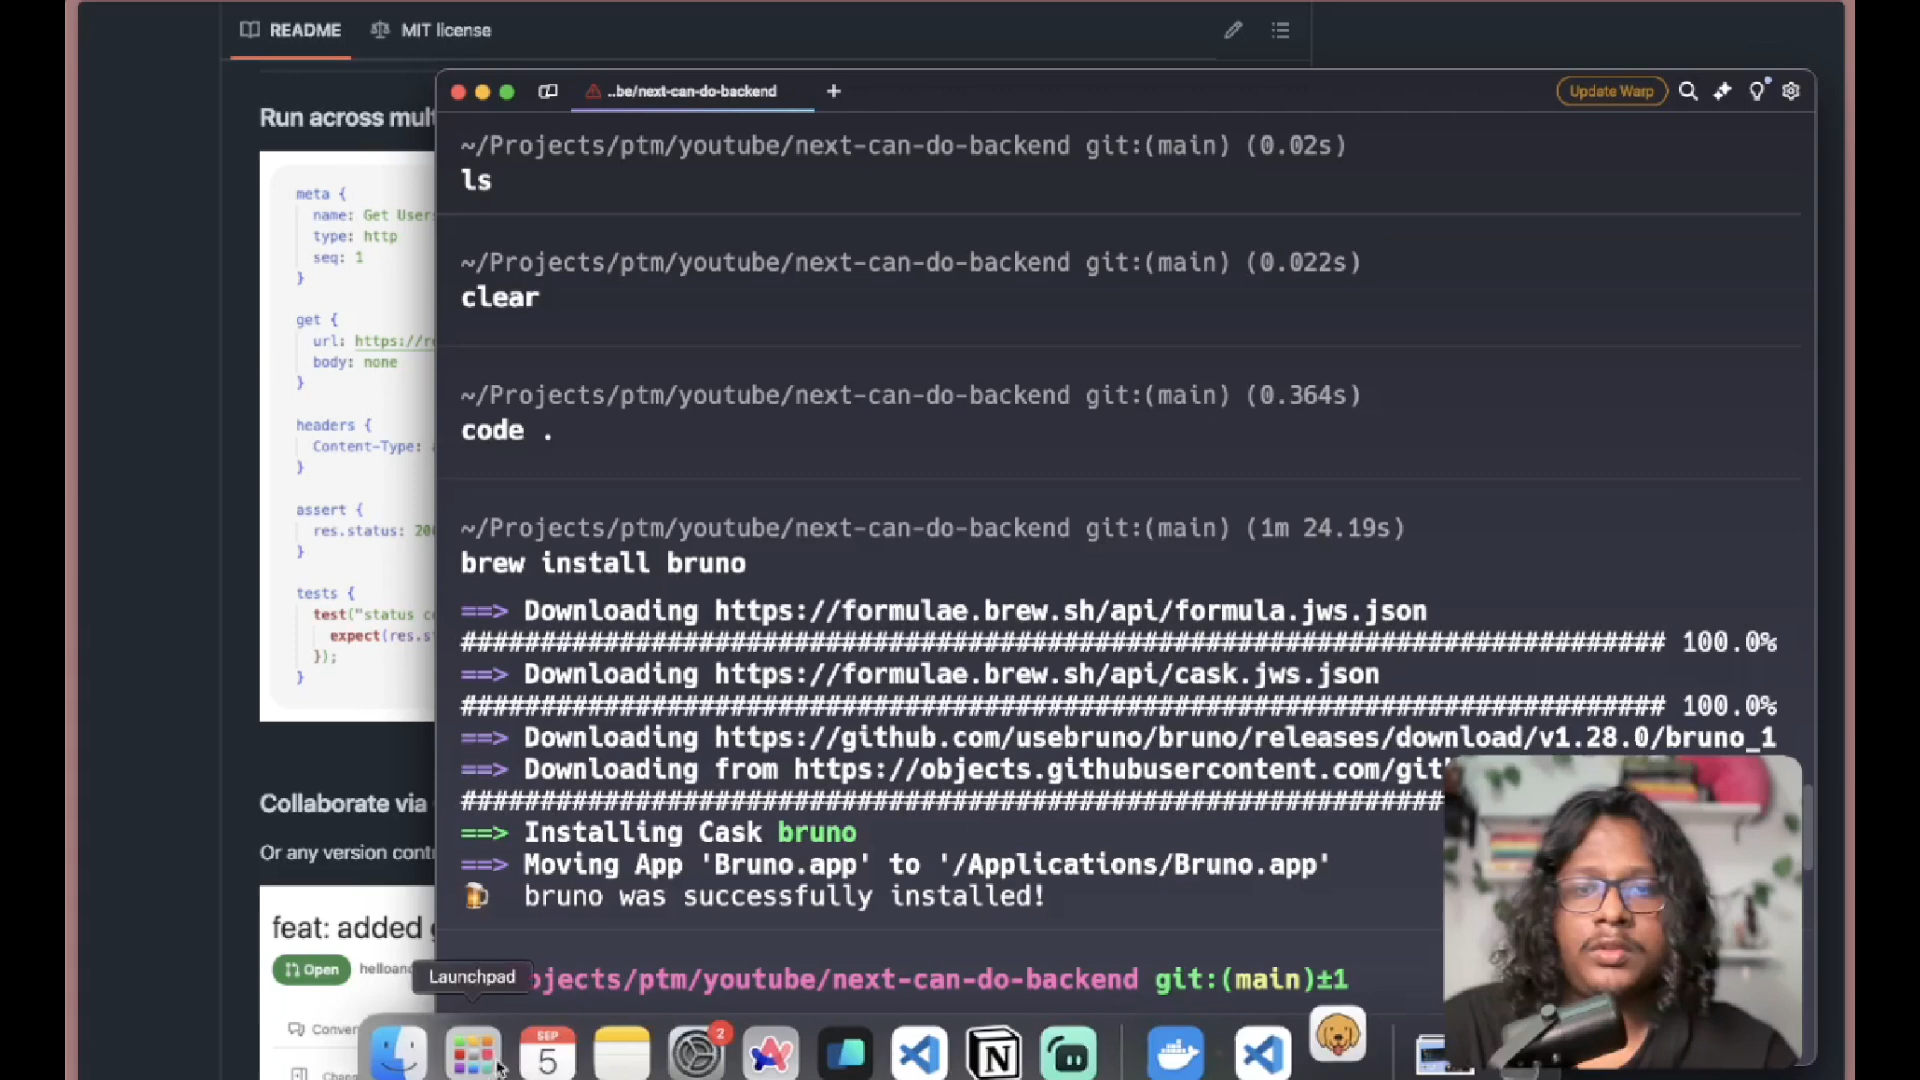 README
MIT license
Run across mul
meta {
name: Get User
type: http
seq: 1
}
get {
url: https://r
body: none
}
headers {
Content-Type:
}
assert {
res.status: 20
}
tests {
test("status c
expect(res.s
});
}
Collaborate via
Or any version contr
feat: added
Open
helloand
Conver
Chan
..be/next-can-do-backend
+
Update Warp
~/Projects/ptm/youtube/next-can-do-backend git:(main) (0.02s)
ls
~/Projects/ptm/youtube/next-can-do-backend git:(main) (0.022s)
clear
~/Projects/ptm/youtube/next-can-do-backend git:(main) (0.364s)
code .
~/Projects/ptm/youtube/next-can-do-backend git:(main) (1m 24.19s)
brew install bruno
==> Downloading https://formulae.brew.sh/api/formula.jws.json
############################################################################ 100.0%
==> Downloading https://formulae.brew.sh/api/cask.jws.json
############################################################################ 100.0%
==> Downloading https://github.com/usebruno/bruno/releases/download/v1.28.0/bruno_1
==> Downloading from https://objects.githubusercontent.com/git
##############################################################
==> Installing Cask bruno
==> Moving App 'Bruno.app' to '/Applications/Bruno.app'
bruno was successfully installed!
ojects/ptm/youtube/next-can-do-backend git:(main)±1
Launchpad
SEP
5
2